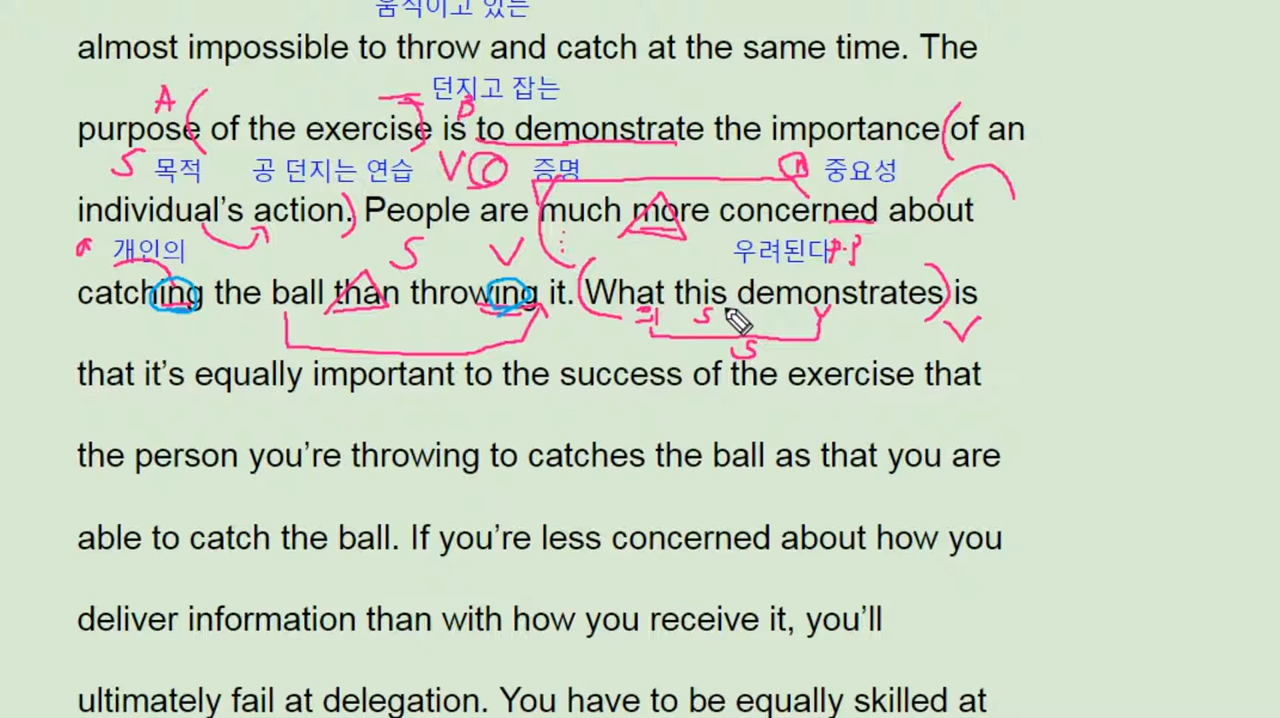 움직이고 있는
almost impossible to throw and catch at the same time. The
던지고 잡는
A B
purpose of the exercise is to demonstrate the importance of an
S 목적 공 던지는 연습 V C 증명 n 중요성
individual’s action. People are much more concerned about
개인의 S V 우려된다 p.p
catching the ball than throwing it. What this demonstrates is
S V
S V
that it’s equally important to the success of the exercise that
the person you’re throwing to catches the ball as that you are
able to catch the ball. If you’re less concerned about how you
deliver information than with how you receive it, you’ll
ultimately fail at delegation. You have to be equally skilled at